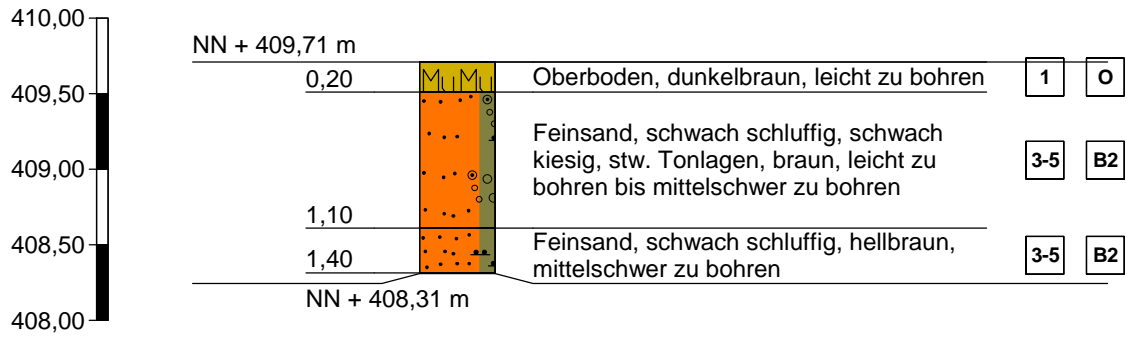 410,00
NN + 409,71 m
0,20
MuMu
Oberboden, dunkelbraun, leicht zu bohren
1
O
409,50
Feinsand, schwach schluffig, schwach
kiesig, stw. Tonlagen, braun, leicht zu
bohren bis mittelschwer zu bohren
3-5
B2
409,00
1,10
408,50
Feinsand, schwach schluffig, hellbraun,
mittelschwer zu bohren
3-5
B2
1,40
NN + 408,31 m
408,00